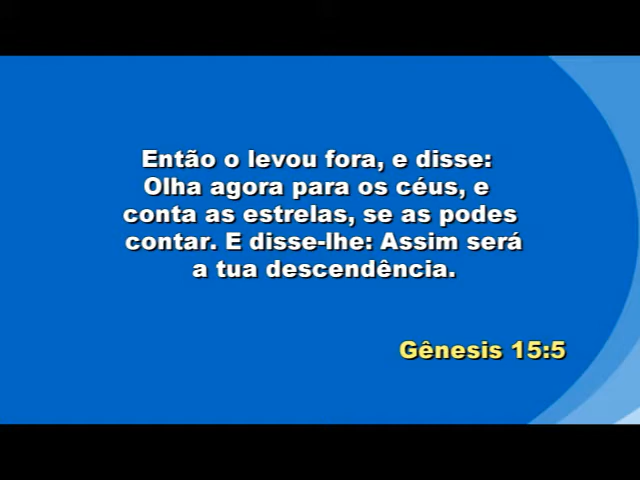 Então o levou fora, e disse:
Olha agora para os céus, e
conta as estrelas, se as podes
contar. E disse-lhe: Assim será
a tua descendência.
Gênesis 15:5